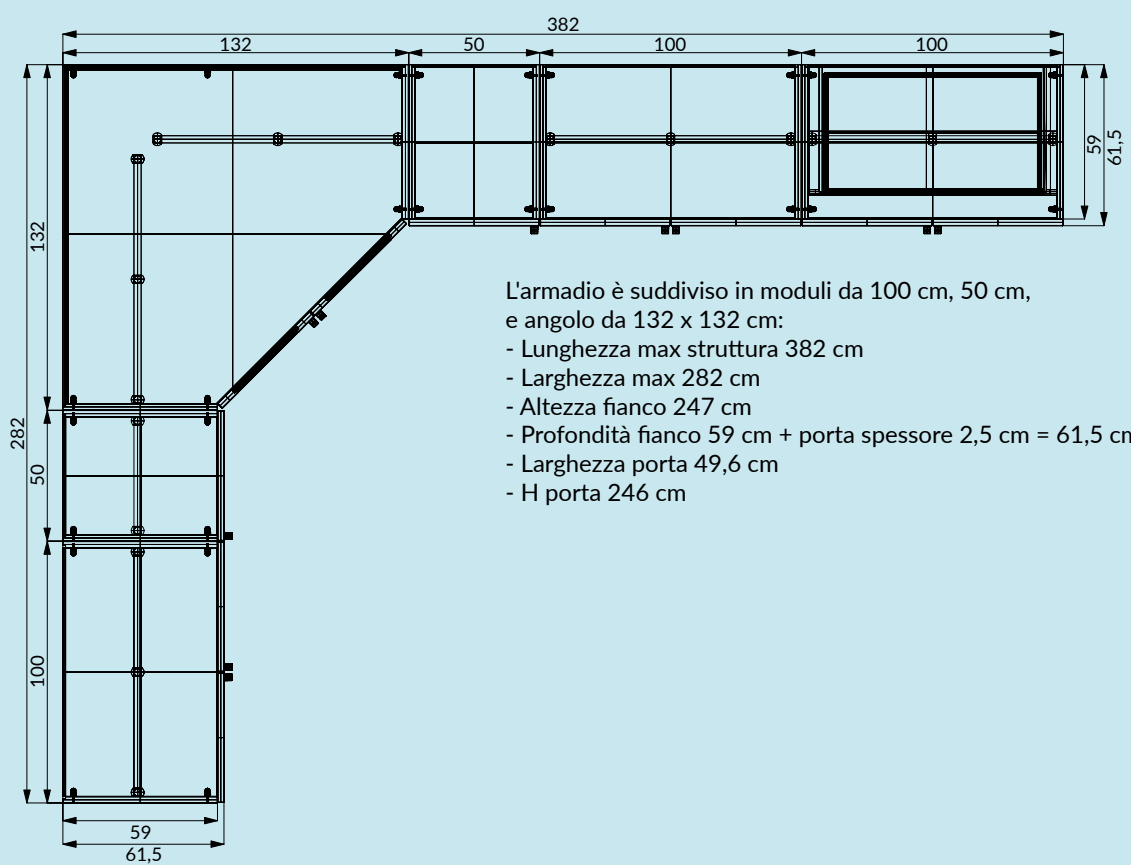 382
132
50
100
100
59
61,5
132
282
50
100
L'armadio è suddiviso in moduli da 100 cm, 50 cm,
e angolo da 132 x 132 cm:
- Lunghezza max struttura 382 cm
- Larghezza max 282 cm
- Altezza fianco 247 cm
- Profondità fianco 59 cm + porta spessore 2,5 cm = 61,5 cm
- Larghezza porta 49,6 cm
- H porta 246 cm
59
61,5